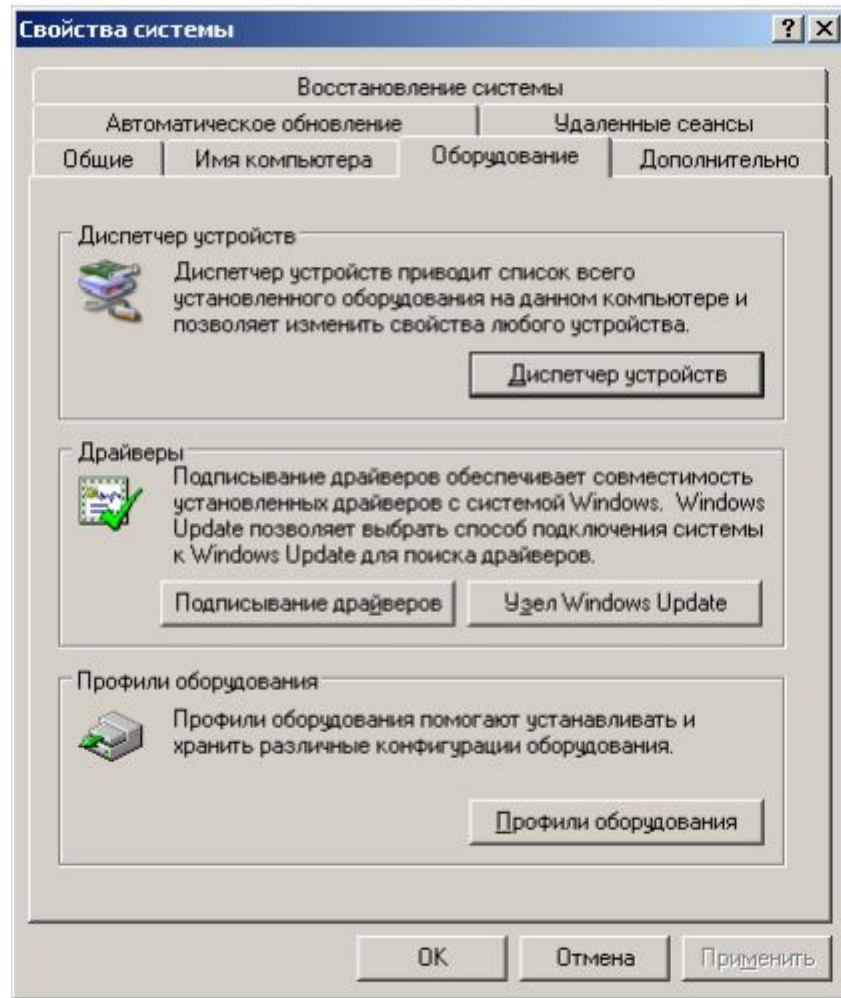 Свойства системы
Восстановление системы
Автоматическое обновление
Удаленные сеансы
Общие
Имя компьютера
Оборудование
Дополнительно
Диспетчер устройств
Диспетчер устройств приводит список всего
установленного оборудования на данном компьютере и
позволяет изменить свойства любого устройства.
Диспетчер устройств
Драйверы
Подписывание драйверов обеспечивает совместимость
установленных драйверов с системой Windows. Windows
Update позволяет выбрать способ подключения системы
к Windows Update для поиска драйверов.
Подписывание драйверов
Узел Windows Update
Профили оборудования
Профили оборудования помогают устанавливать и
хранить различные конфигурации оборудования.
Профили оборудования
OK
Отмена
Применить